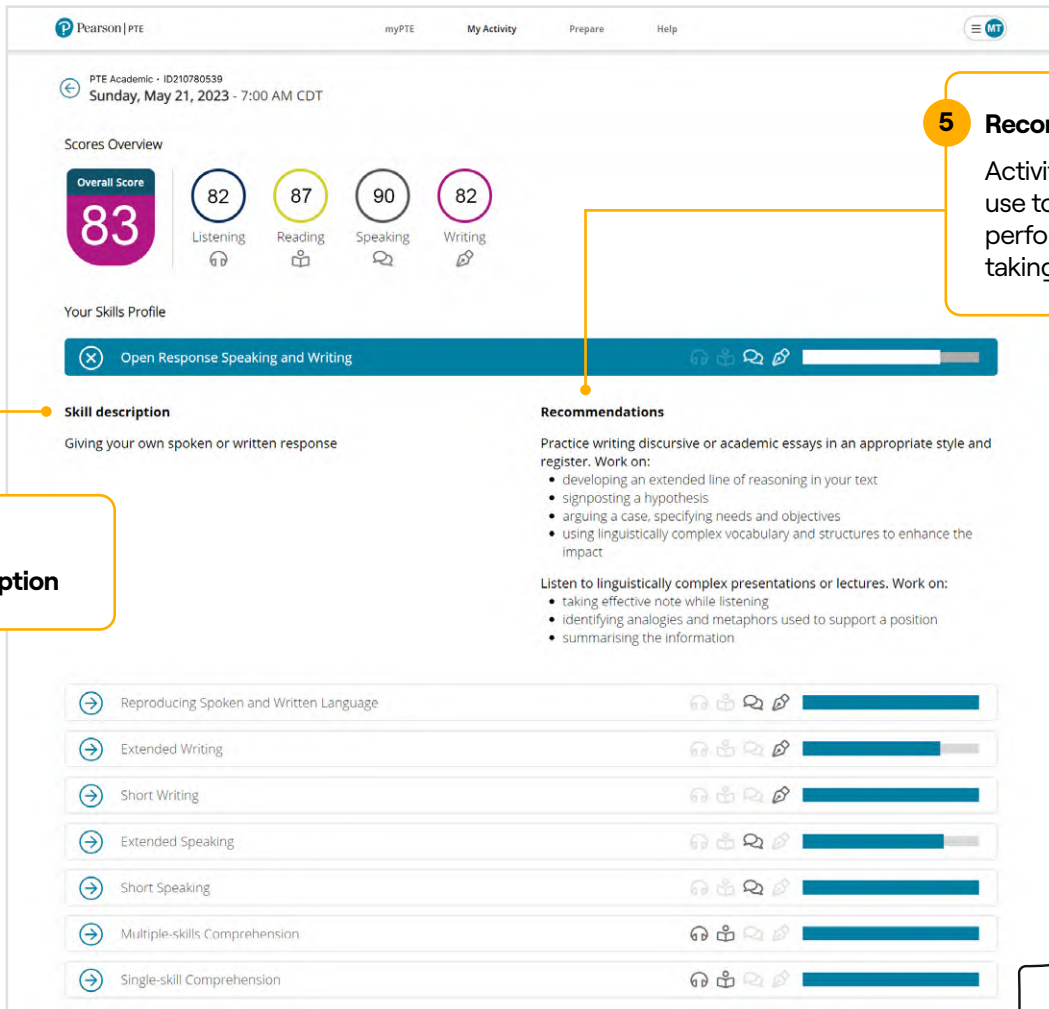 Pearson | PTE
myPTE
My Activity
Prepare
Help
MT
PTE Academic · ID210780539
Sunday, May 21, 2023 - 7:00 AM CDT
Scores Overview
Overall Score
83
82
Listening
87
Reading
90
Speaking
82
Writing
5
Activi
use to
perfo
taking
Your Skills Profile
Open Response Speaking and Writing
Skill description
Giving your own spoken or written response
Recommendations
Practice writing discursive or academic essays in an appropriate style and
register. Work on:
• developing an extended line of reasoning in your text
• signposting a hypothesis
• arguing a case, specifying needs and objectives
• using linguistically complex vocabulary and structures to enhance the
impact
Listen to linguistically complex presentations or lectures. Work on:
• taking effective note while listening
• identifying analogies and metaphors used to support a position
• summarising the information
ption
Reproducing Spoken and Written Language
Extended Writing
Short Writing
Extended Speaking
Short Speaking
Multiple-skills Comprehension
Single-skill Comprehension